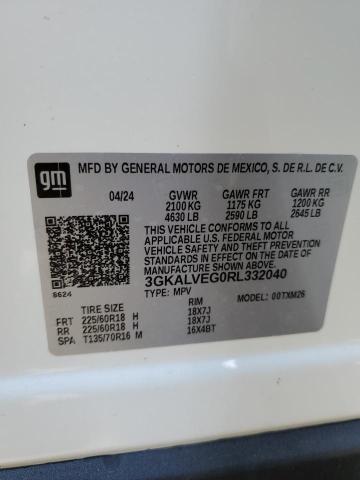 gm
MFD BY GENERAL MOTORS DE MEXICO, S. DE R.L. DE C.V.
04/24 GVWR GAWR FRT GAWR RR
2100 KG 1175 KG 1200 KG
4630 LB 2590 LB 2645 LB
THIS VEHICLE CONFORMS TO ALL
APPLICABLE U.S. FEDERAL MOTOR
VEHICLE SAFETY AND THEFT PREVENTION
STANDARDS IN EFFECT ON THE DATE OF
MANUFACTURE SHOWN ABOVE.
3GKALVEG0RL332040
8624 TYPE: MPV MODEL: 00TXM26
TIRE SIZE RIM
FRT 225/60R18 H 18X7J
RR 225/60R18 H 18X7J
SPA T135/70R16 M 16X4BT